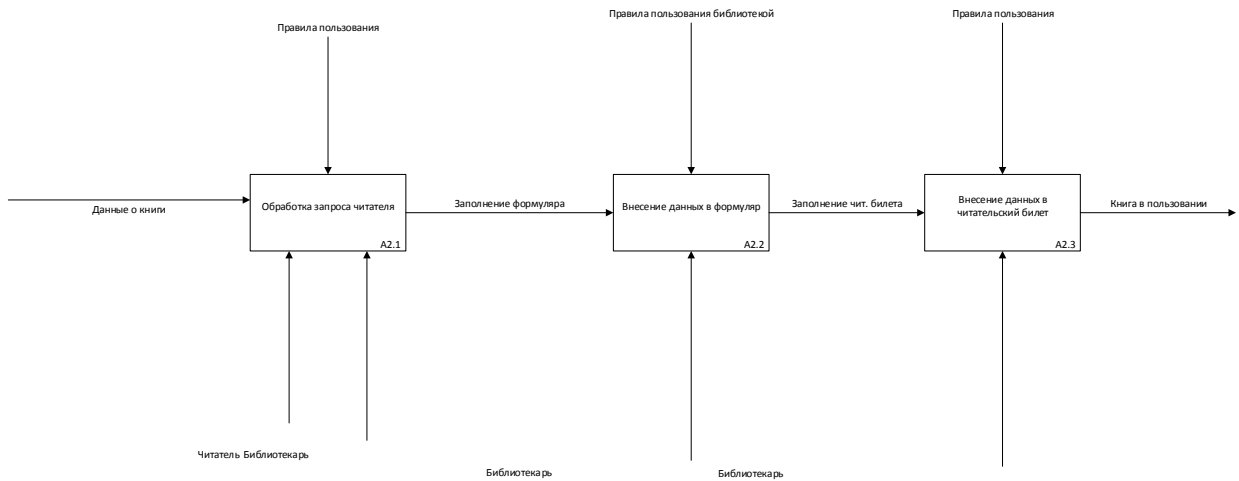 Правила пользования
Правила пользования библиотекой
Правила пользования
Данные о книги
Обработка запроса читателя
A2.1
Заполнение формуляра
Внесение данных в формуляр
A2.2
Заполнение чит. билета
Внесение данных в
читательский билет
A2.3
Книга в пользовании
Читатель Библиотекарь
Библиотекарь
Библиотекарь